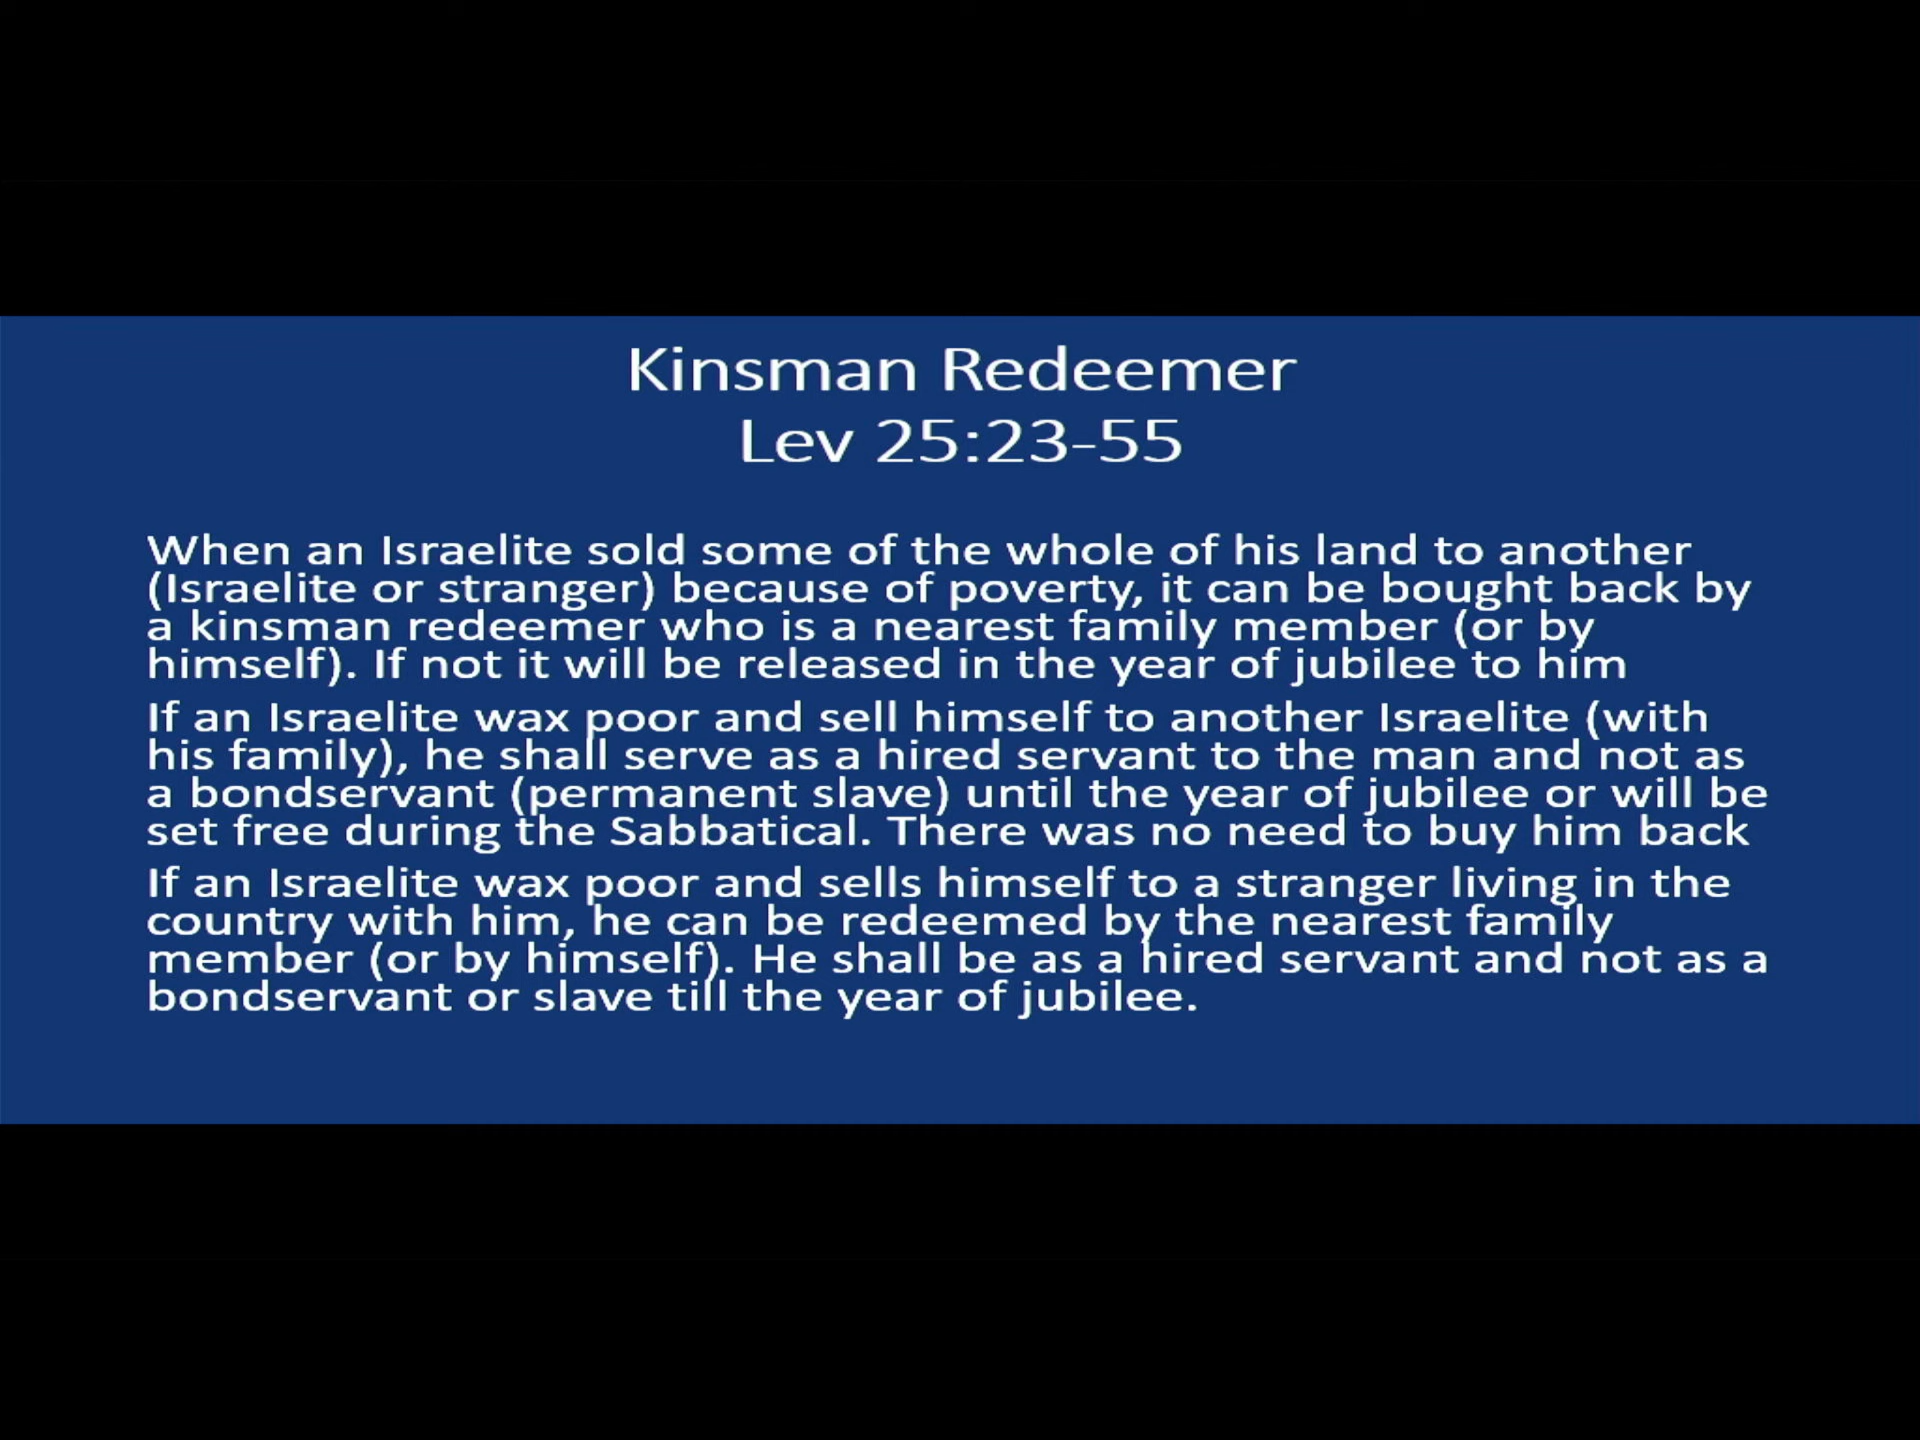 Kinsman Redeemer
Lev 25:23-55
When an Israelite sold some of the whole of his land to another
(Israelite or stranger) because of poverty, it can be bought back by
a kinsman redeemer who is a nearest family member (or by
himself). If not it will be released in the year of jubilee to him
If an Israelite wax poor and sell himself to another Israelite (with
his family), he shall serve as a hired servant to the man and not as
a bondservant (permanent slave) until the year of jubilee or will be
set free during the Sabbatical. There was no need to buy him back
If an Israelite wax poor and sells himself to a stranger living in the
country with him, he can be redeemed by the nearest family
member (or by himself). He shall be as a hired servant and not as a
bondservant or slave till the year of jubilee.